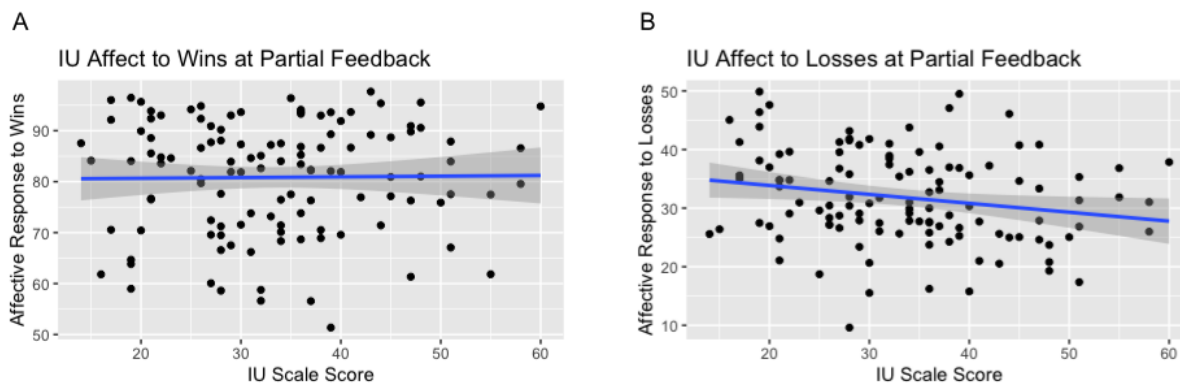 A
IU Affect to Wins at Partial Feedback
Affective Response to Wins
90
80
70
60
50
20
30
40
50
60
IU Scale Score
B
IU Affect to Losses at Partial Feedback
Affective Response to Losses
50
40
30
20
10
20
30
40
50
60
IU Scale Score